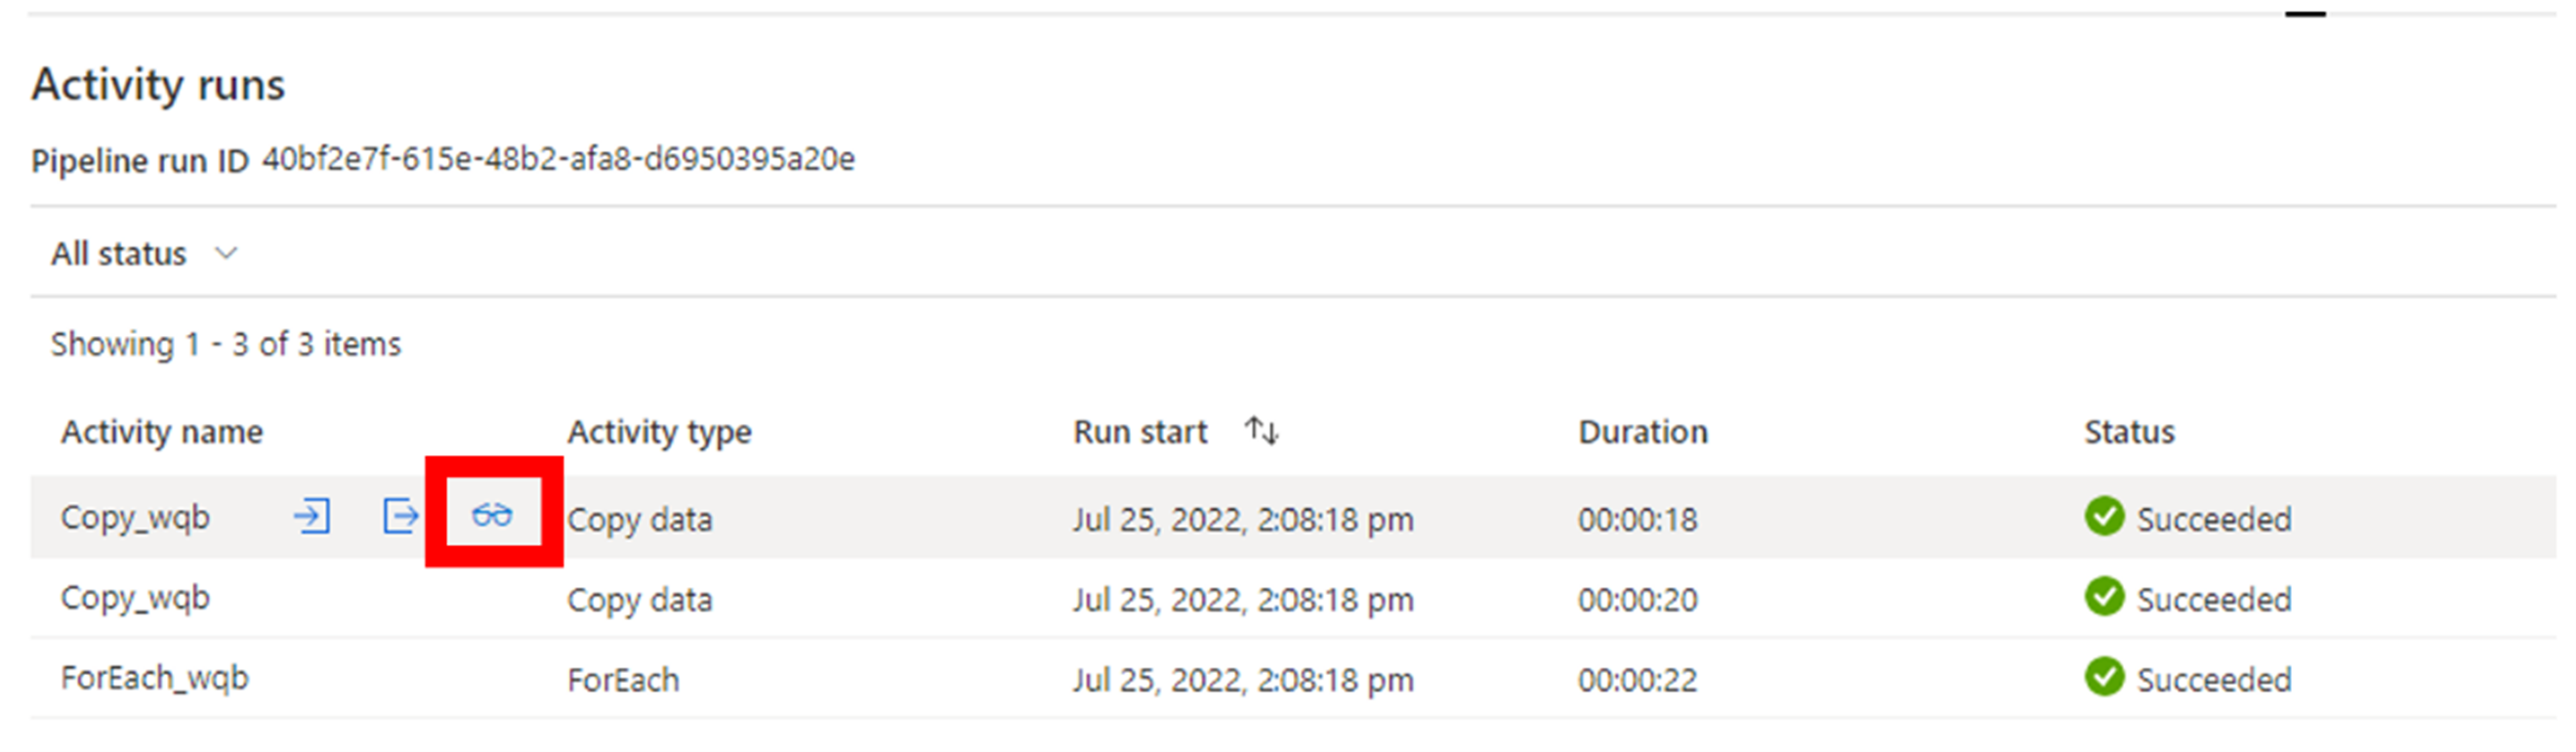 Activity runs
Pipeline run ID 40bf2e7f-615e-48b2-afa8-d6950395a20e
All status
Showing 1 - 3 of 3 items
Activity name Activity type Run start Duration Status
Copy_wqb Copy data Jul 25, 2022, 2:08:18 pm 00:00:18 Succeeded
Copy_wqb Copy data Jul 25, 2022, 2:08:18 pm 00:00:20 Succeeded
ForEach_wqb ForEach Jul 25, 2022, 2:08:18 pm 00:00:22 Succeeded